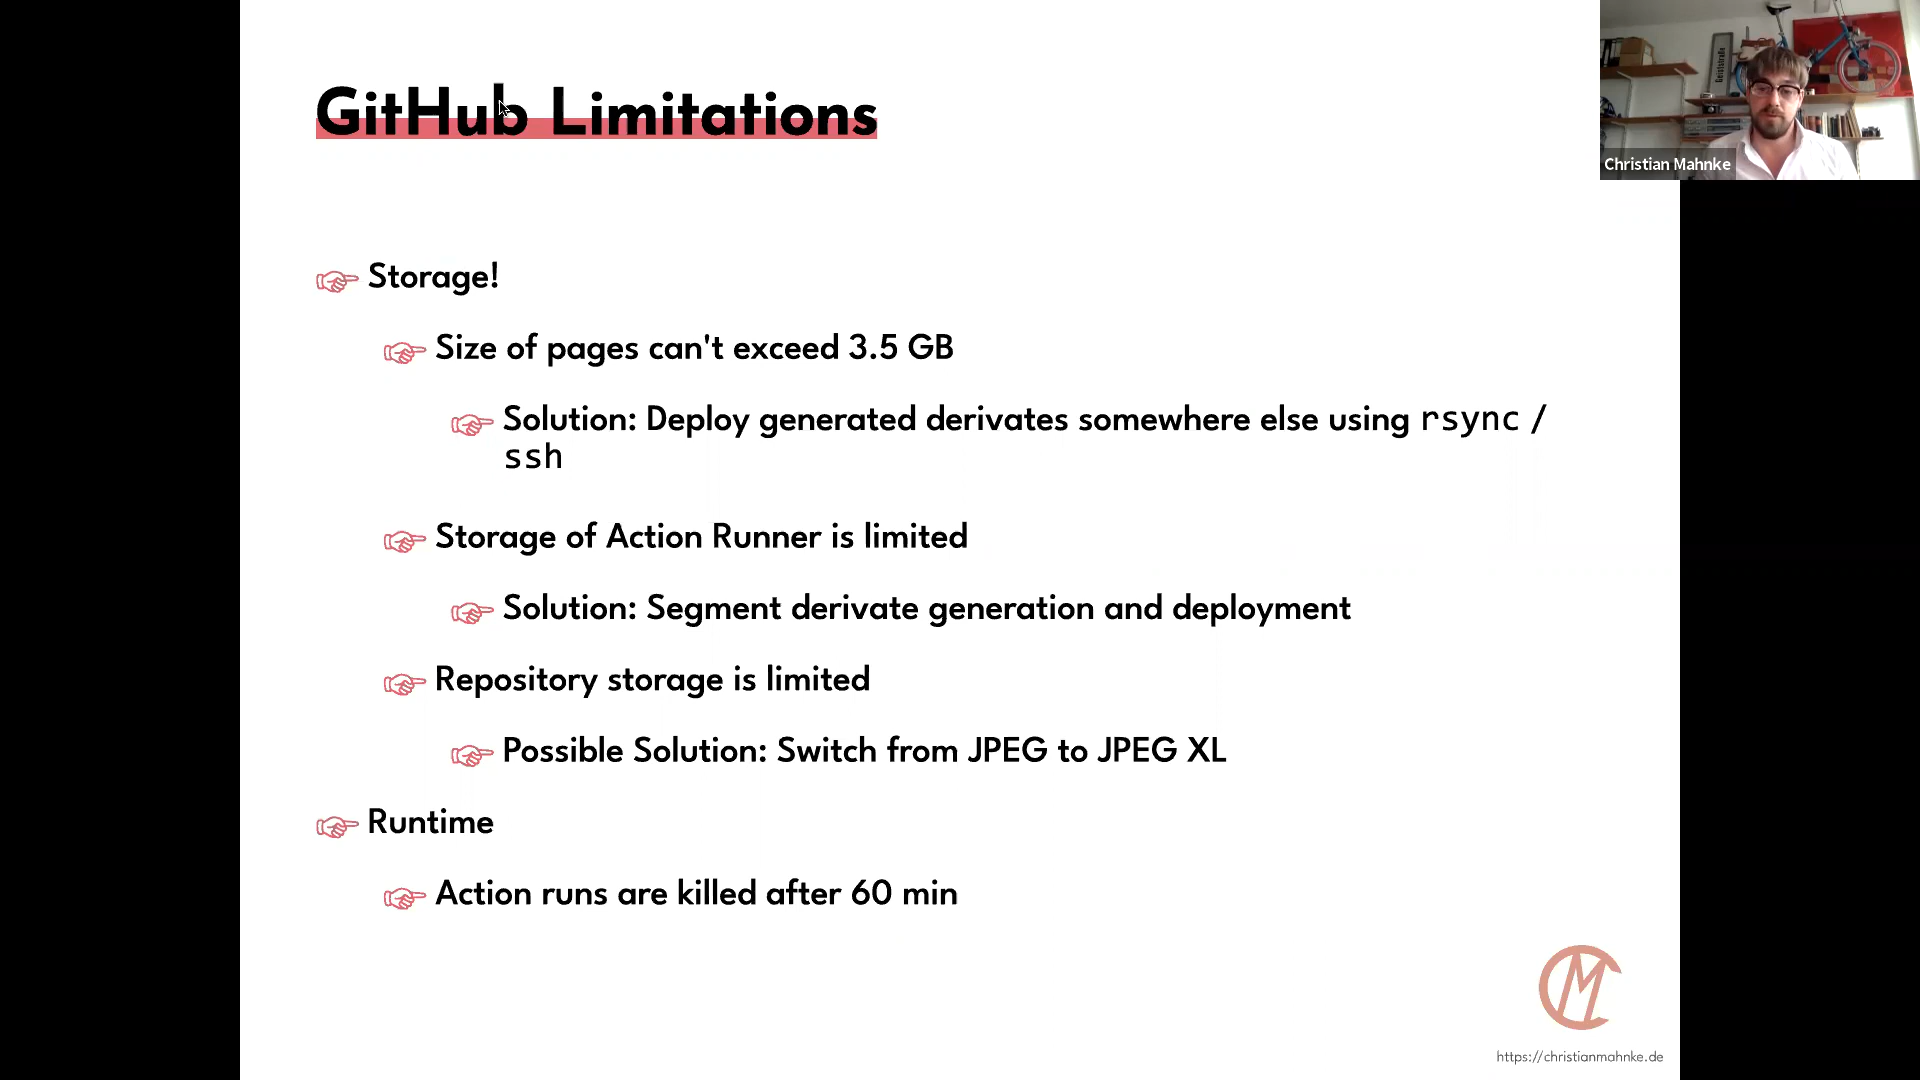 GitHub Limitations
Christian Mahnke
Storage!
Size of pages can't exceed 3.5 GB
Solution: Deploy generated derivates somewhere else using rsync /
ssh
Storage of Action Runner is limited
Solution: Segment derivate generation and deployment
Repository storage is limited
Possible Solution: Switch from JPEG to JPEG XL
Runtime
Action runs are killed after 60 min
https://christianmahnke.de